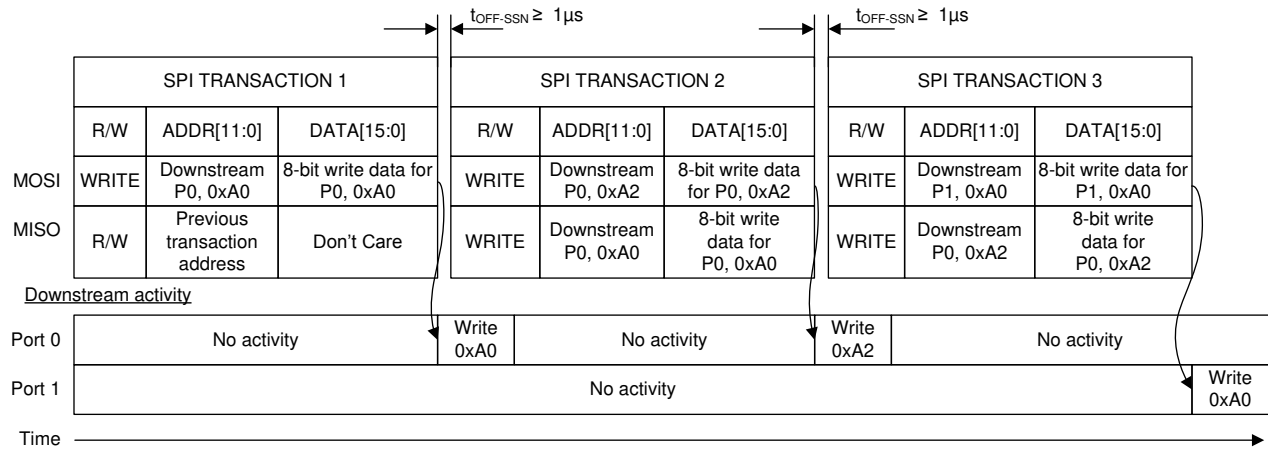 tOFF-SSN ≥ 1µs
tOFF-SSN ≥ 1µs
SPI TRANSACTION 1
SPI TRANSACTION 2
SPI TRANSACTION 3
R/W
ADDR[11:0]
DATA[15:0]
R/W
ADDR[11:0]
DATA[15:0]
R/W
ADDR[11:0]
DATA[15:0]
MOSI
WRITE
Downstream
P0, 0xA0
8-bit write data for
P0, 0xA0
WRITE
Downstream
P0, 0xA2
8-bit write data
for P0, 0xA2
WRITE
Downstream
P1, 0xA0
8-bit write data for
P1, 0xA0
MISO
R/W
Previous
transaction
address
Don't Care
WRITE
Downstream
P0, 0xA0
8-bit write
data for
P0, 0xA0
WRITE
Downstream
P0, 0xA2
8-bit write
data for
P0, 0xA2
Downstream activity
Port 0
No activity
Write
0xA0
No activity
Write
0xA2
No activity
Port 1
No activity
Write
0xA0
Time